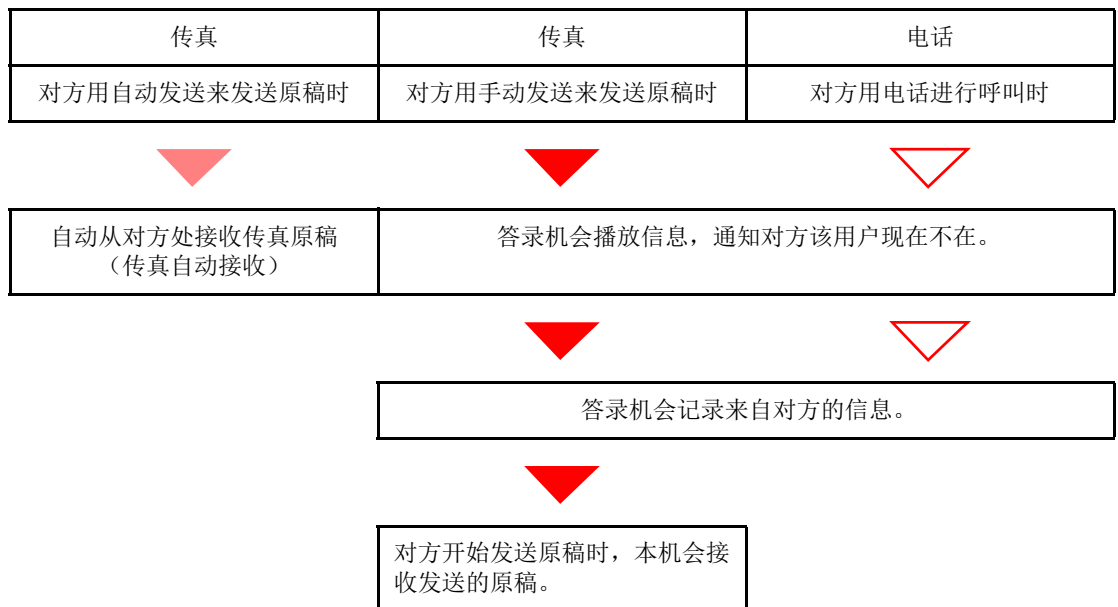 传真
传真
电话
对方用自动发送来发送原稿时
对方用手动发送来发送原稿时
对方用电话进行呼叫时
自动从对方处接收传真原稿
（传真自动接收）
答录机会播放信息，通知对方该用户现在不在。
答录机会记录来自对方的信息。
对方开始发送原稿时，本机会接
收发送的原稿。